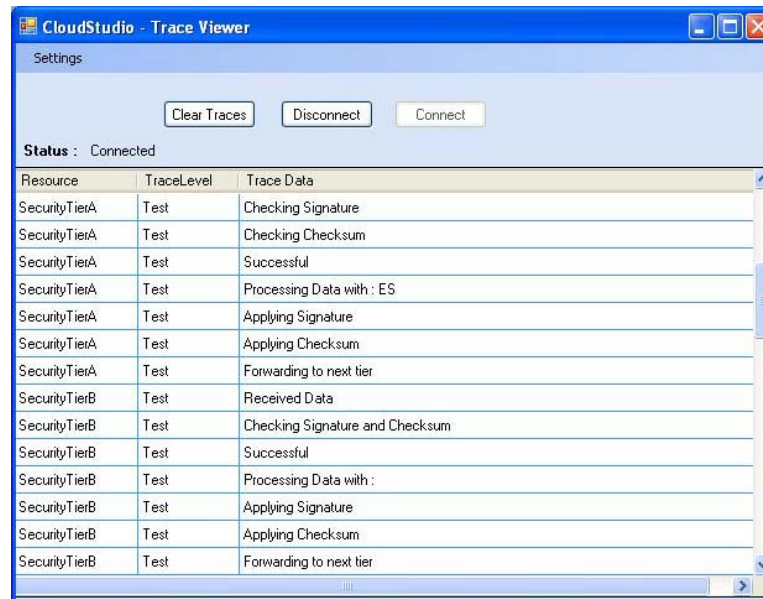 CloudStudio - Trace Viewer
Settings
Clear Traces Disconnect Connect
Status : Connected
Resource TraceLevel Trace Data
SecurityTierA Test Checking Signature
SecurityTierA Test Checking Checksum
SecurityTierA Test Successful
SecurityTierA Test Processing Data with : ES
SecurityTierA Test Applying Signature
SecurityTierA Test Applying Checksum
SecurityTierA Test Forwarding to next tier
SecurityTierB Test Received Data
SecurityTierB Test Checking Signature and Checksum
SecurityTierB Test Successful
SecurityTierB Test Processing Data with :
SecurityTierB Test Applying Signature
SecurityTierB Test Applying Checksum
SecurityTierB Test Forwarding to next tier